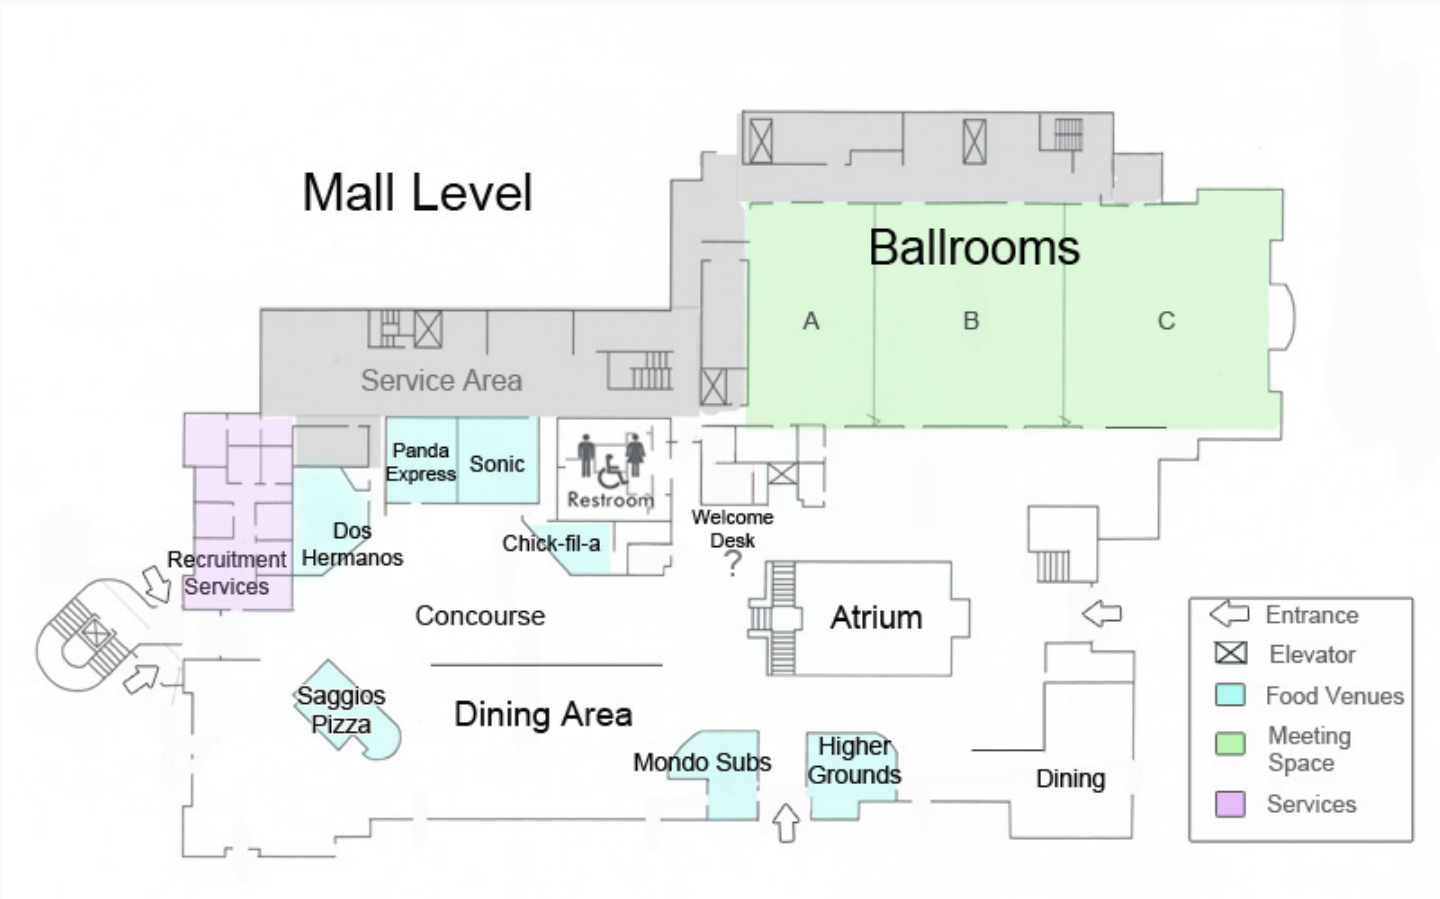 Mall Level
Ballrooms
A
B
C
Service Area
Panda
Express
Sonic
Restroom
Dos
Hermanos
Chick-fil-a
Welcome
Desk
?
Recruitment
Services
Concourse
Atrium
Saggios
Pizza
Dining Area
Mondo Subs
Higher
Grounds
Dining
Entrance
Elevator
Food Venues
Meeting
Space
Services